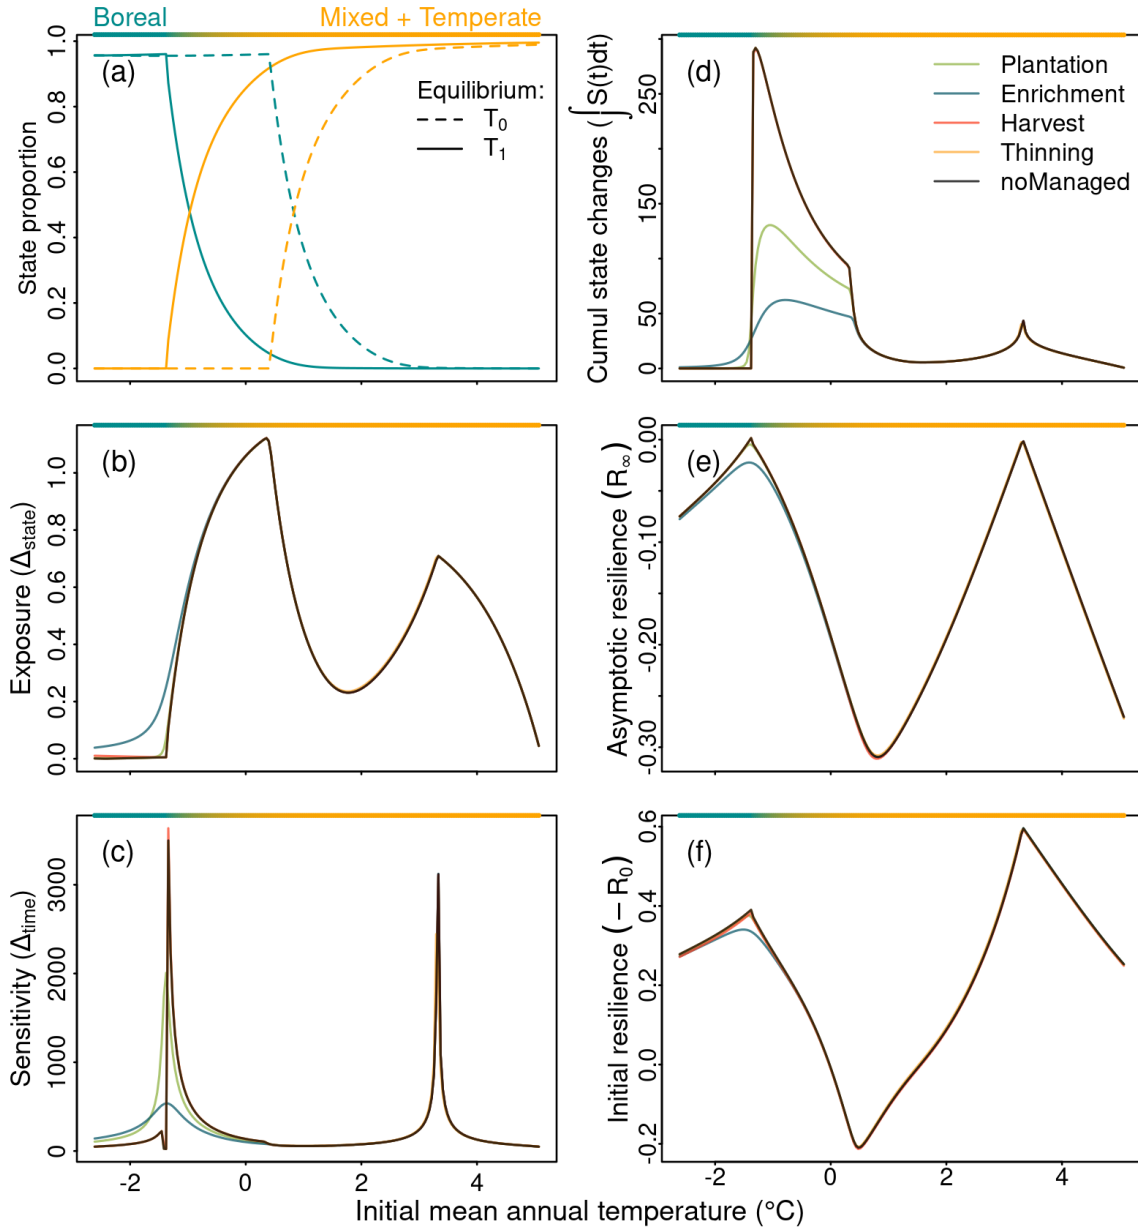 Boreal
Mixed + Temperate
(a)
Equilibrium:
T0
T1
State proportion
0.0
0.2
0.4
0.6
0.8
1.0
(d)
Plantation
Enrichment
Harvest
Thinning
noManaged
Cumul state changes (∫S(t)dt)
0
50
150
250
(b)
Exposure (Δstate)
0.0
0.2
0.4
0.6
0.8
1.0
(e)
Asymptotic resilience (R∞)
-0.30
-0.20
-0.10
0.00
(c)
Sensitivity (Δtime)
0
1000
2000
3000
-2
0
2
4
(f)
Initial resilience (− R0)
-0.2
0.0
0.2
0.4
0.6
-2
0
2
4
Initial mean annual temperature (°C)